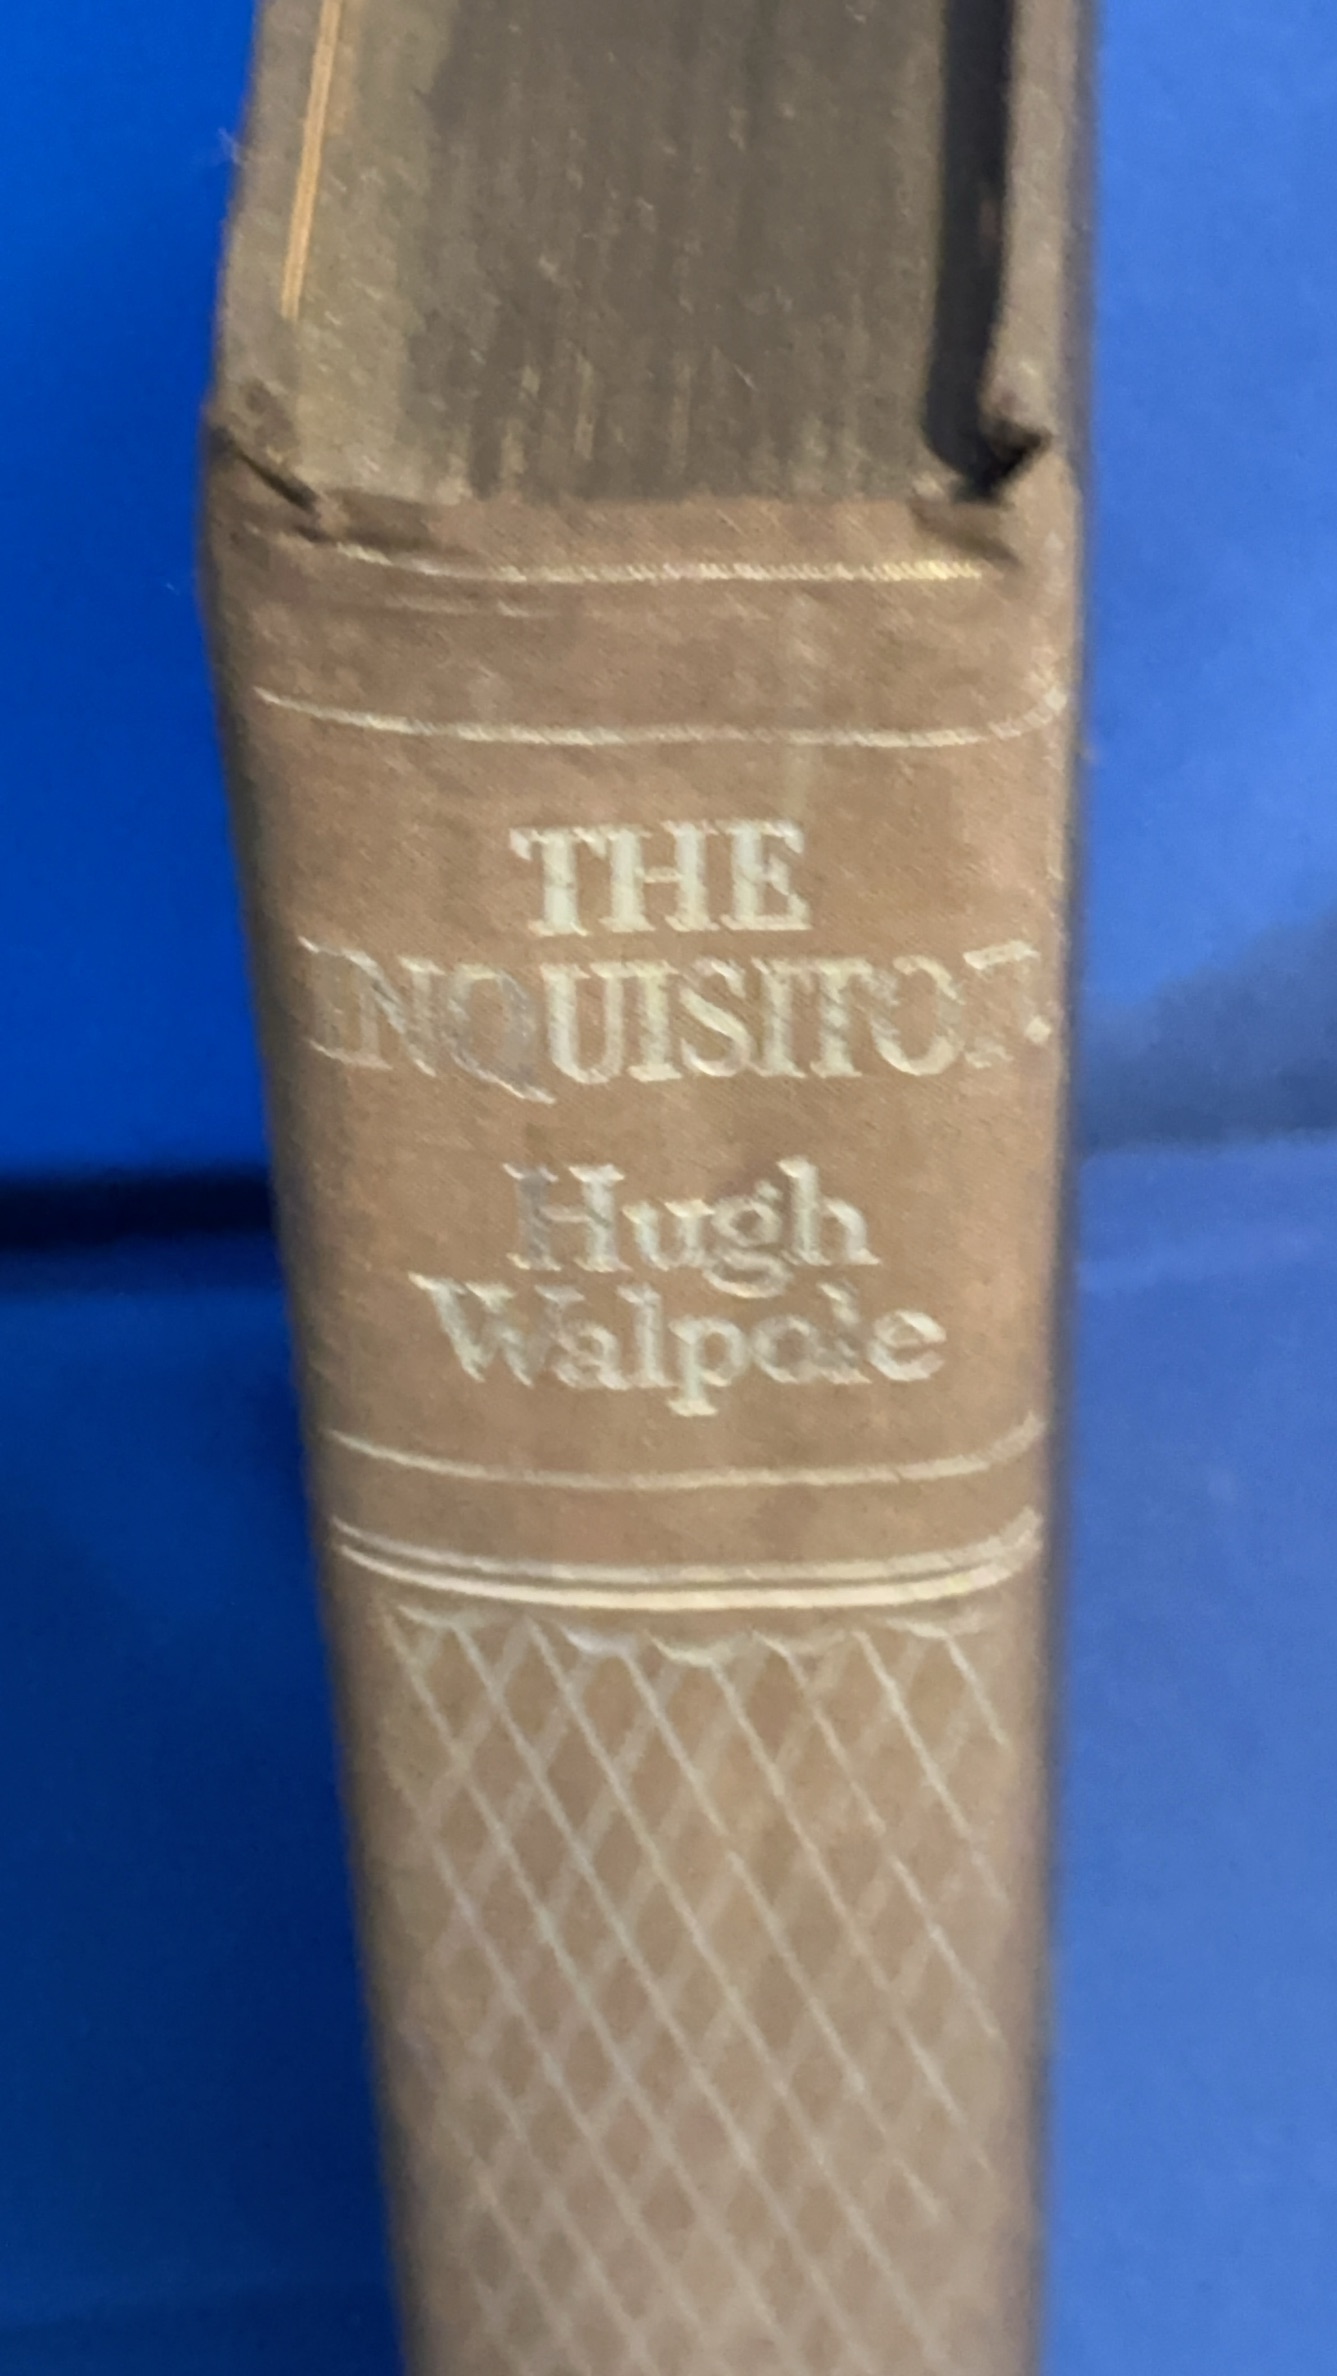 THE
INQUISITOR
Hugh
Walpole